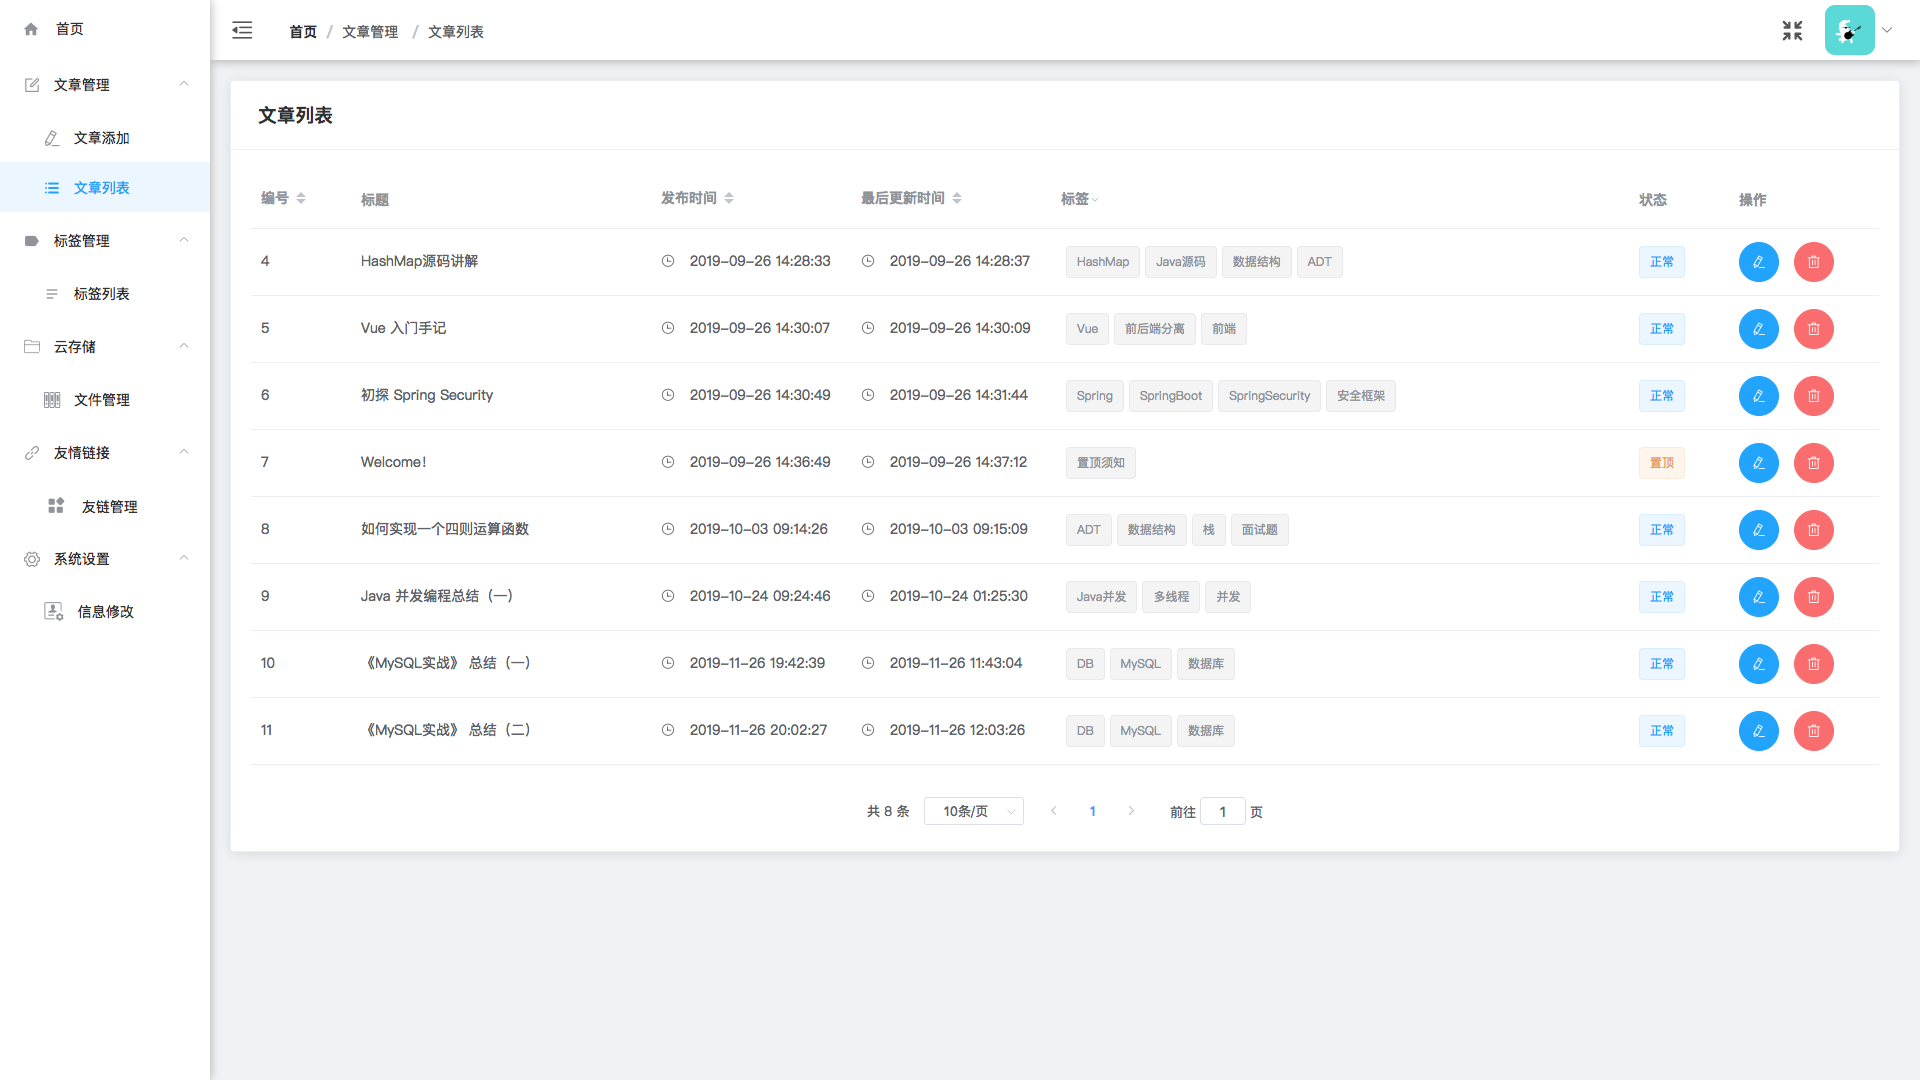 首页
文章管理
文章添加
文章列表
标签管理
标签列表
云存储
文件管理
友情链接
友链管理
系统设置
信息修改
首页 / 文章管理 / 文章列表
文章列表
编号 标题 发布时间 最后更新时间 标签 状态 操作
4 HashMap源码讲解 2019-09-26 14:28:33 2019-09-26 14:28:37 HashMap Java源码 数据结构 ADT 正常
5 Vue 入门手记 2019-09-26 14:30:07 2019-09-26 14:30:09 Vue 前后端分离 前端 正常
6 初探 Spring Security 2019-09-26 14:30:49 2019-09-26 14:31:44 Spring SpringBoot SpringSecurity 安全框架 正常
7 Welcome! 2019-09-26 14:36:49 2019-09-26 14:37:12 置顶须知 置顶
8 如何实现一个四则运算函数 2019-10-03 09:14:26 2019-10-03 09:15:09 ADT 数据结构 栈 面试题 正常
9 Java 并发编程总结（一） 2019-10-24 09:24:46 2019-10-24 01:25:30 Java并发 多线程 并发 正常
10 《MySQL实战》 总结（一） 2019-11-26 19:42:39 2019-11-26 11:43:04 DB MySQL 数据库 正常
11 《MySQL实战》 总结（二） 2019-11-26 20:02:27 2019-11-26 12:03:26 DB MySQL 数据库 正常
共 8 条 10条/页 1 前往 1 页